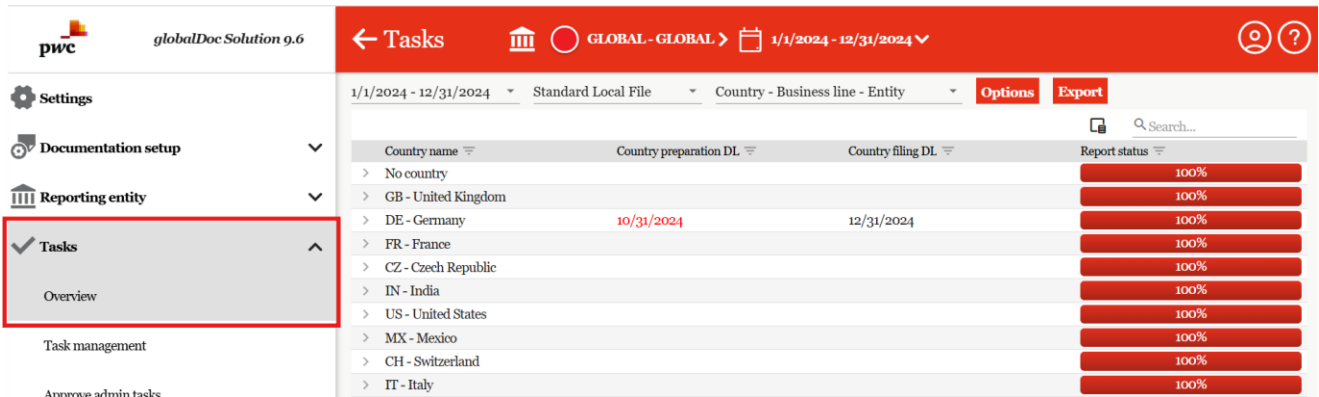 pwc globalDoc Solution 9.6
Tasks GLOBAL - GLOBAL 1/1/2024 - 12/31/2024
?
Settings
Documentation setup
Reporting entity
Tasks
Overview
Task management
Approve admin tasks
1/1/2024 - 12/31/2024 Standard Local File Country - Business line - Entity Options Export
Search...
Country name Country preparation DL Country filing DL Report status
No country 100%
GB - United Kingdom 100%
DE - Germany 10/31/2024 12/31/2024 100%
FR - France 100%
CZ - Czech Republic 100%
IN - India 100%
US - United States 100%
MX - Mexico 100%
CH - Switzerland 100%
IT - Italy 100%